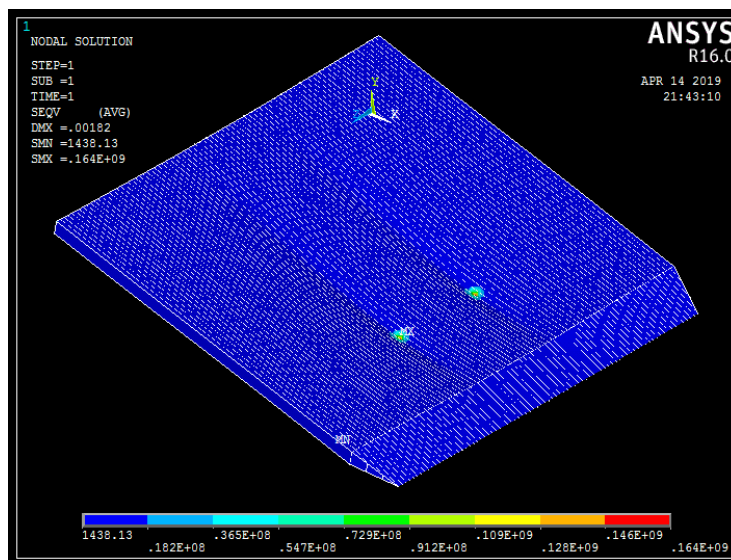 1
NODAL SOLUTION
STEP=1
SUB =1
TIME=1
SEQV (AVG)
DMX =.00182
SMN =1438.13
SMX =.164E+09
ANSYS
R16.0
APR 14 2019
21:43:10
Y
X
MX
MN
1438.13 .365E+08 .729E+08 .109E+09 .146E+09
.182E+08 .547E+08 .912E+08 .128E+09 .164E+09